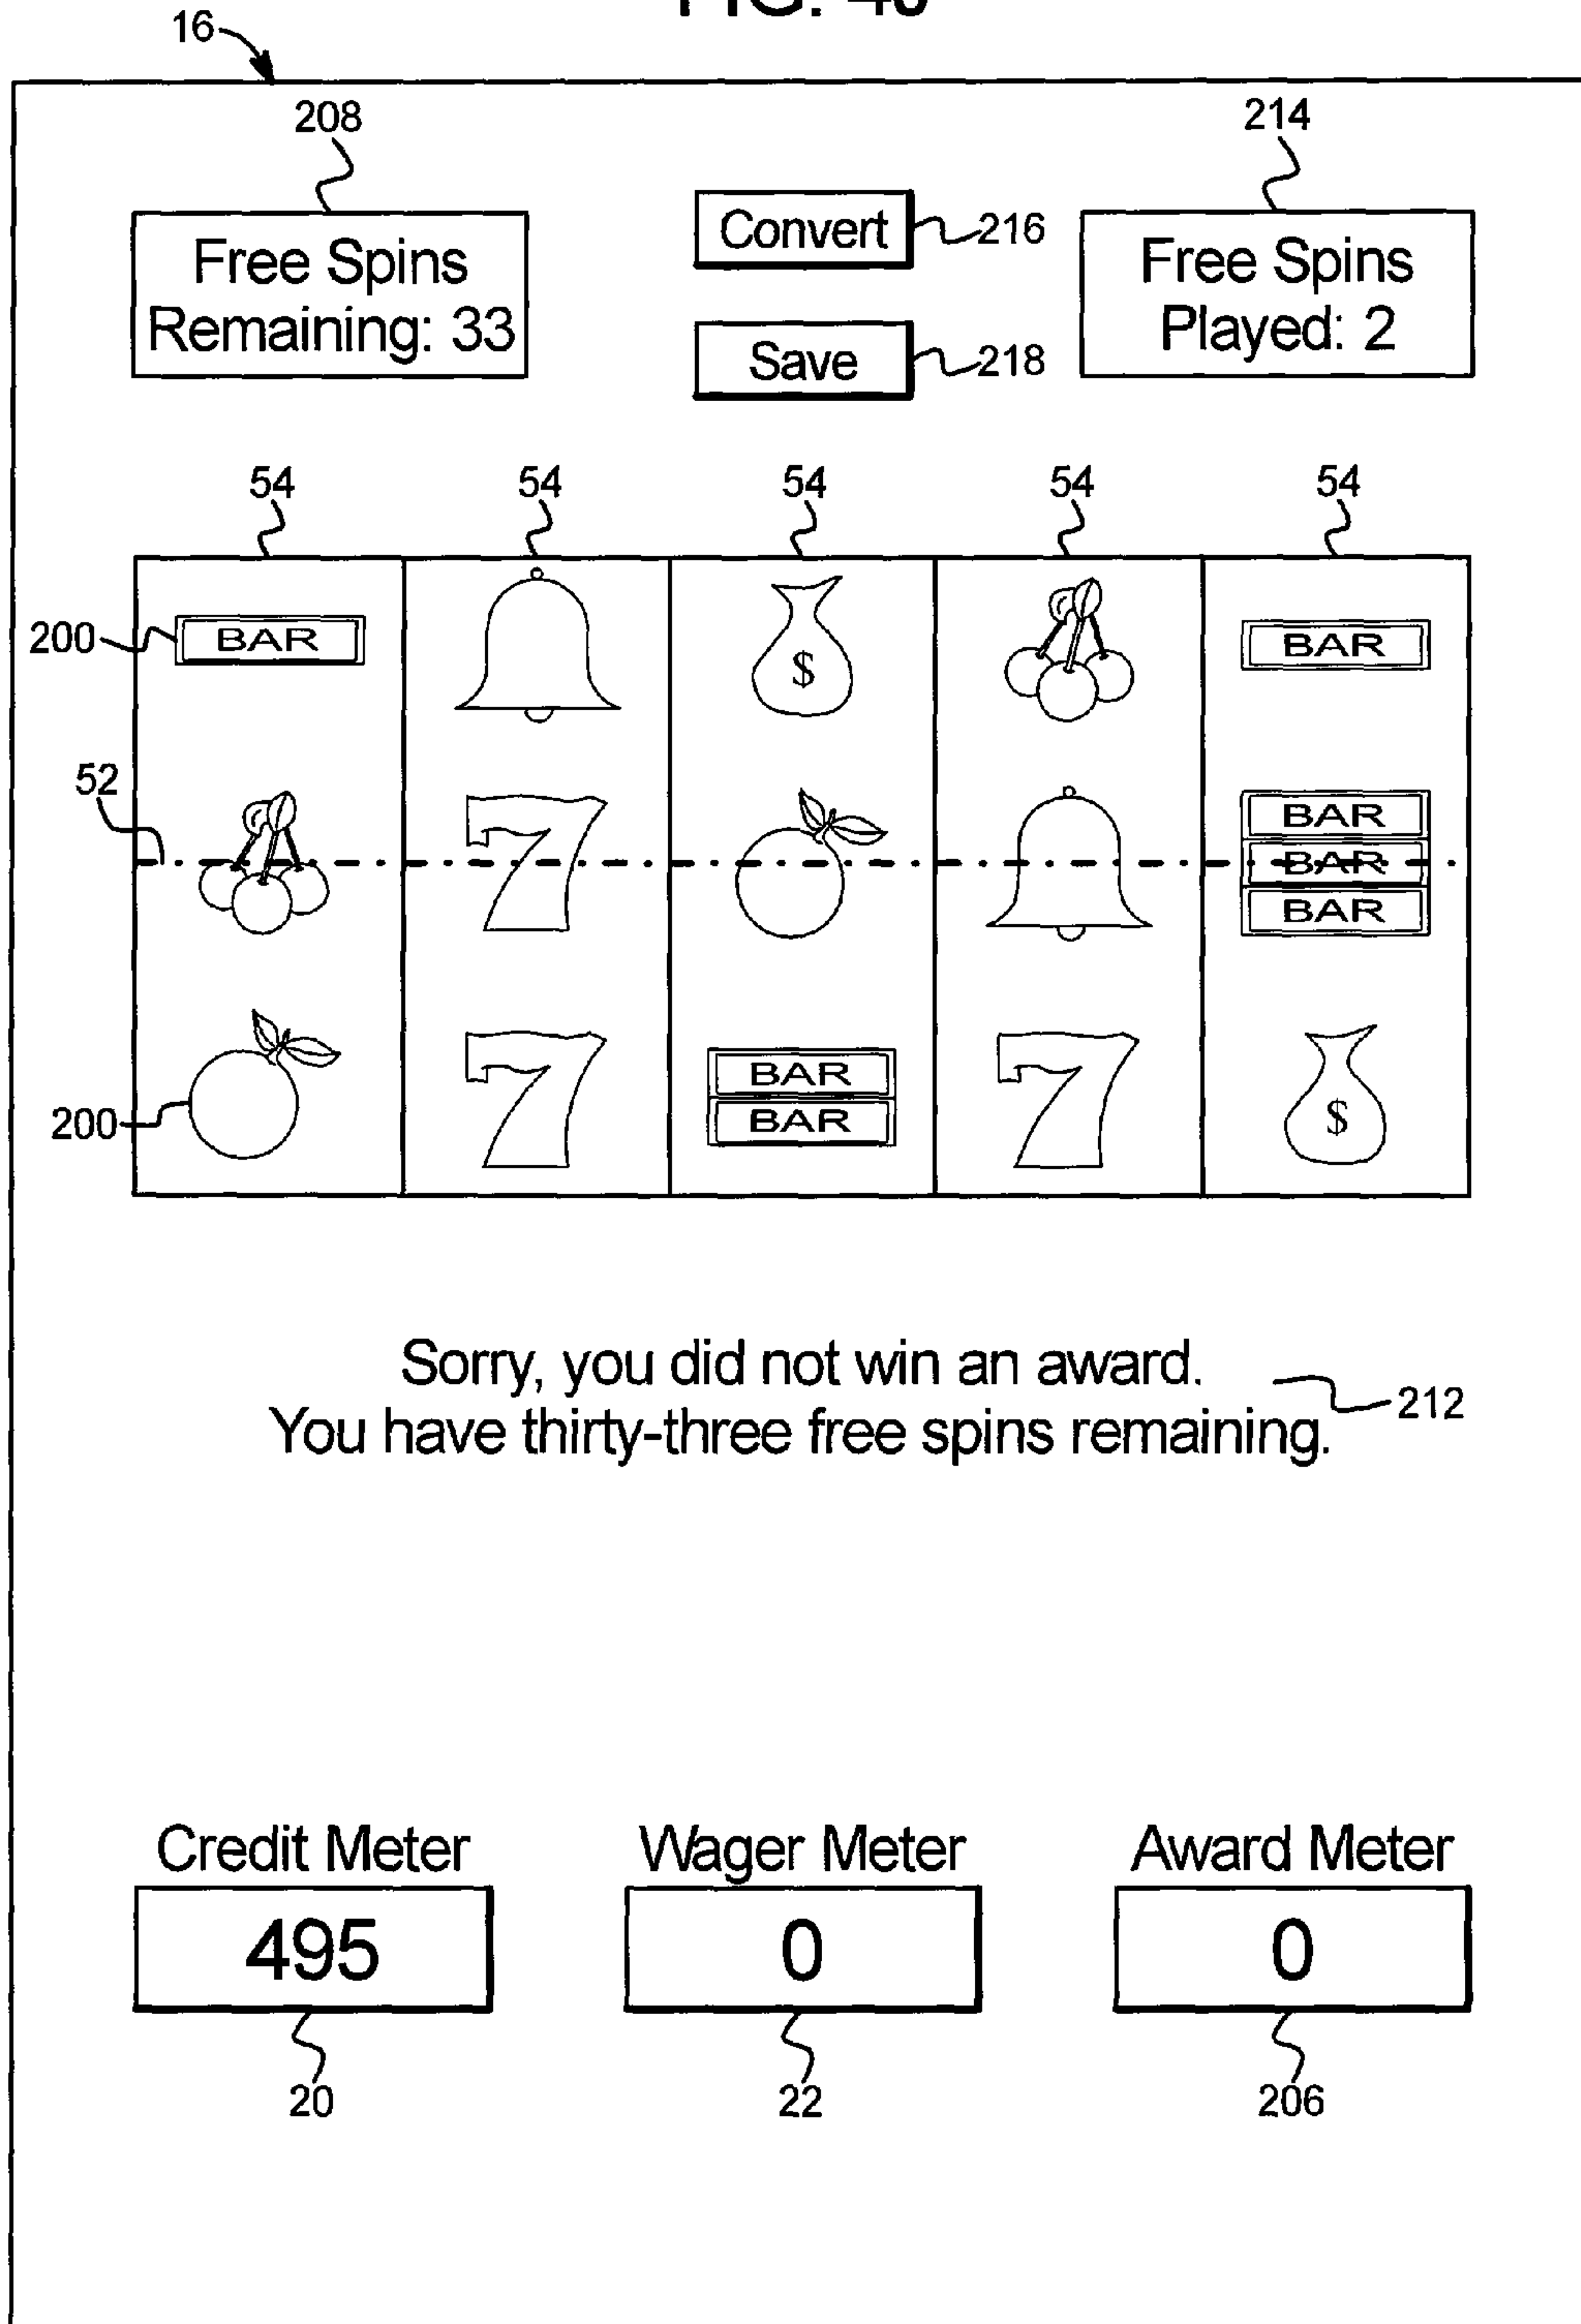 16
208
214
Free Spins
Remaining: 33
Convert
216
Free Spins
Played: 2
Save
218
54 54 54 54 54
200
BAR
$
BAR
52
7
BAR
BAR
BAR
200
7
BAR
BAR
7
$
Sorry, you did not win an award.
You have thirty-three free spins remaining.
212
Credit Meter Wager Meter Award Meter
495 0 0
20 22 206